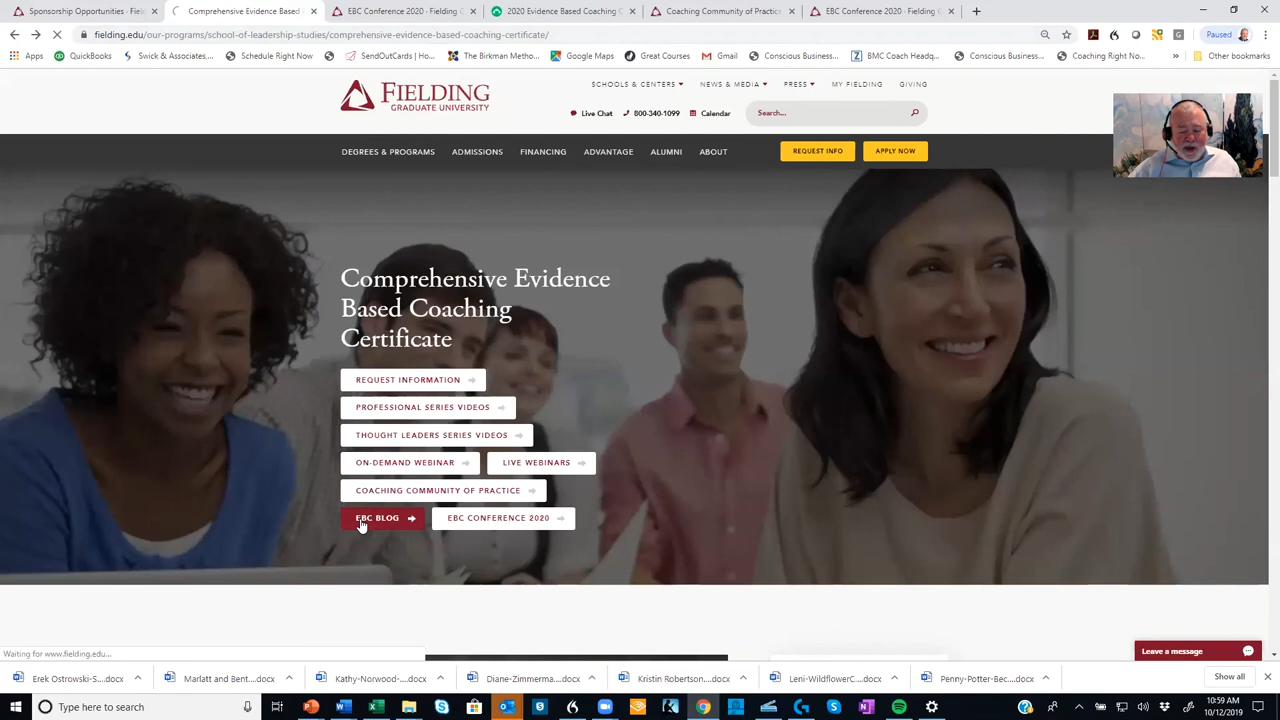 Sponsorship Opportunities - Fiel
Comprehensive Evidence Based
EBC Conference 2020 - Fielding G
2020 Evidence Based Coaching C
Coaching Community of Practice
EBC Conference 2020 - Fielding G
fielding.edu/our-programs/school-of-leadership-studies/comprehensive-evidence-based-coaching-certificate/
Paused
Apps
QuickBooks
Swick & Associates,...
Schedule Right Now
SendOutCards | Ho...
The Birkman Metho...
Google Maps
Great Courses
Gmail
Conscious Business...
BMC Coach Headq...
Conscious Business...
Coaching Right No...
»
Other bookmarks
SCHOOLS & CENTERS
NEWS & MEDIA
PRESS
MY FIELDING
GIVING
FIELDING
GRADUATE UNIVERSITY
Live Chat
800-340-1099
Calendar
Search...
DEGREES & PROGRAMS
ADMISSIONS
FINANCING
ADVANTAGE
ALUMNI
ABOUT
REQUEST INFO
APPLY NOW
Comprehensive Evidence
Based Coaching
Certificate
REQUEST INFORMATION
PROFESSIONAL SERIES VIDEOS
THOUGHT LEADERS SERIES VIDEOS
ON-DEMAND WEBINAR
LIVE WEBINARS
COACHING COMMUNITY OF PRACTICE
EBC BLOG
EBC CONFERENCE 2020
Waiting for www.fielding.edu...
Leave a message
Erek Ostrowski-S....docx
Marlatt and Bent....docx
Kathy-Norwood-....docx
Diane-Zimmerma....docx
Kristin Robertson....docx
Leni-WildflowerC....docx
Penny-Potter-Bec....docx
Show all
Type here to search
10:59 AM
10/12/2019